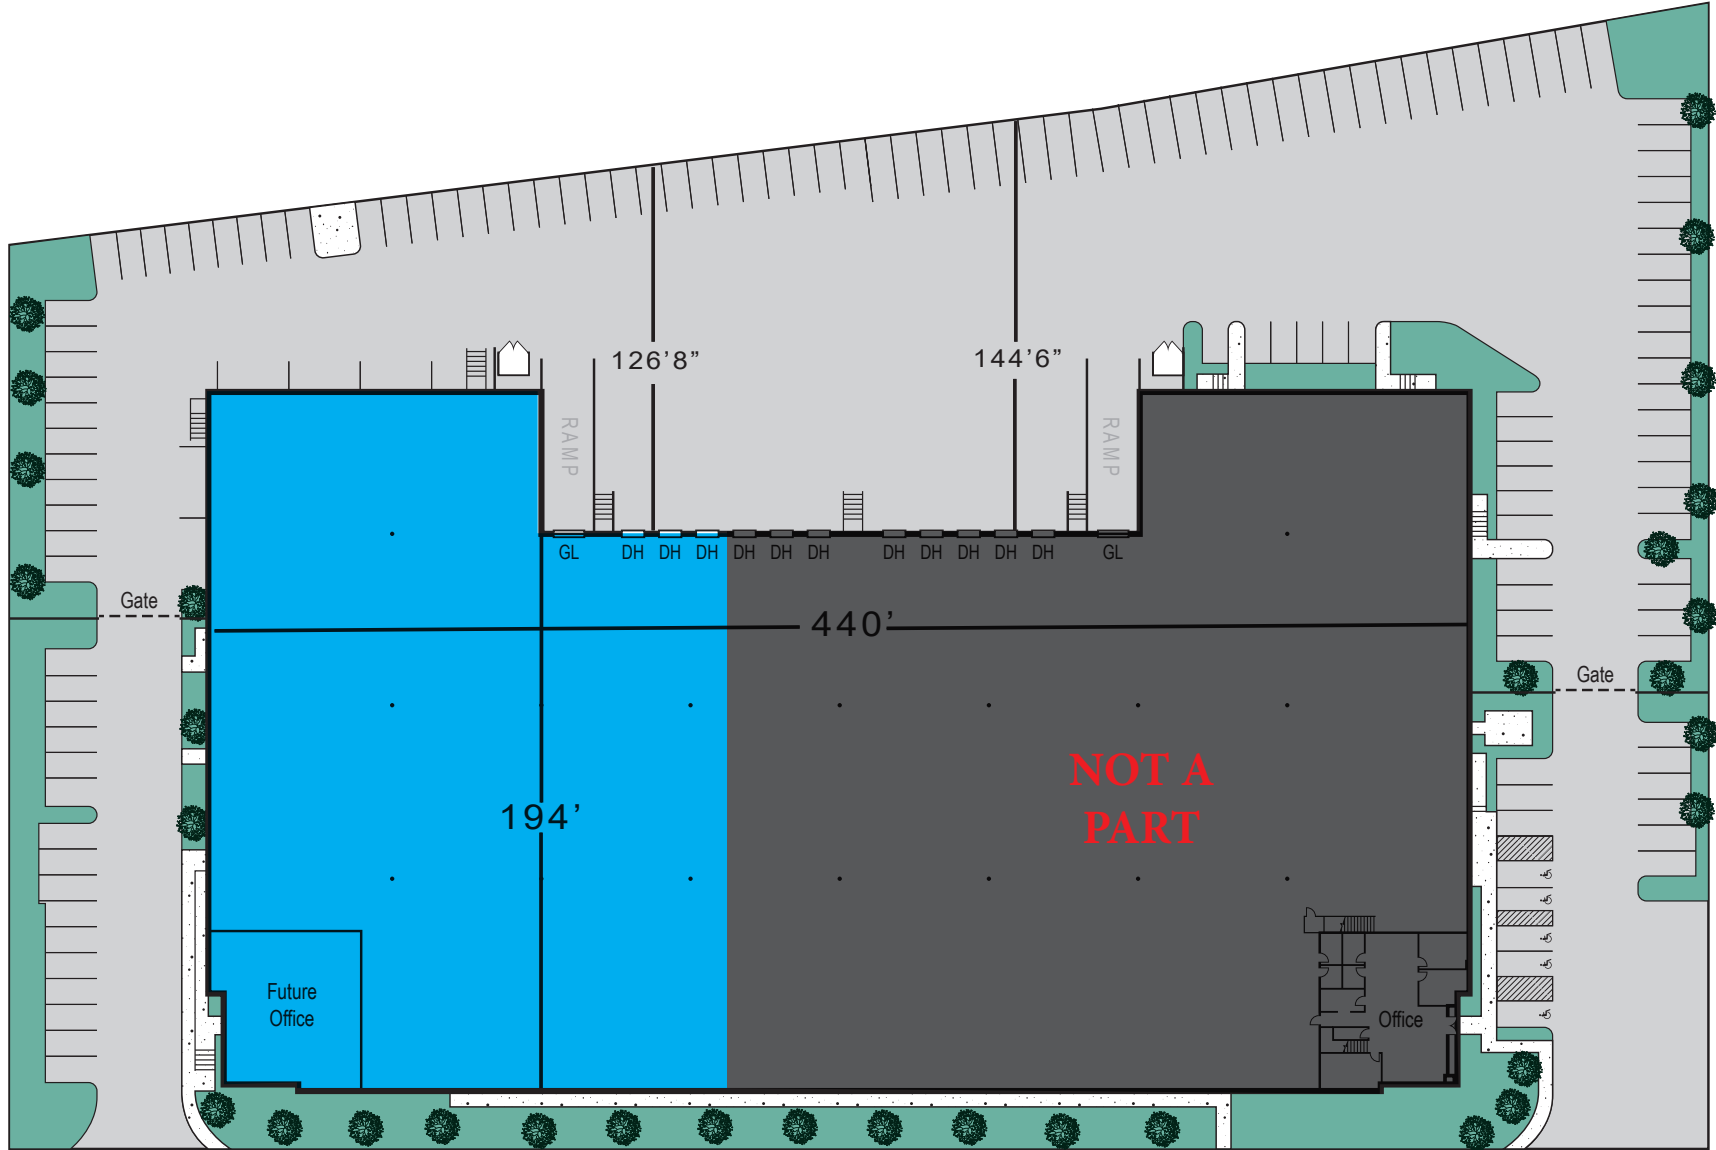 126’8”
144’6”
RAMP
RAMP
GL
DH
DH
DH
DH
DH
DH
DH
DH
DH
DH
DH
GL
Gate
440’
Gate
NOT A
PART
194’
Future
Office
Office